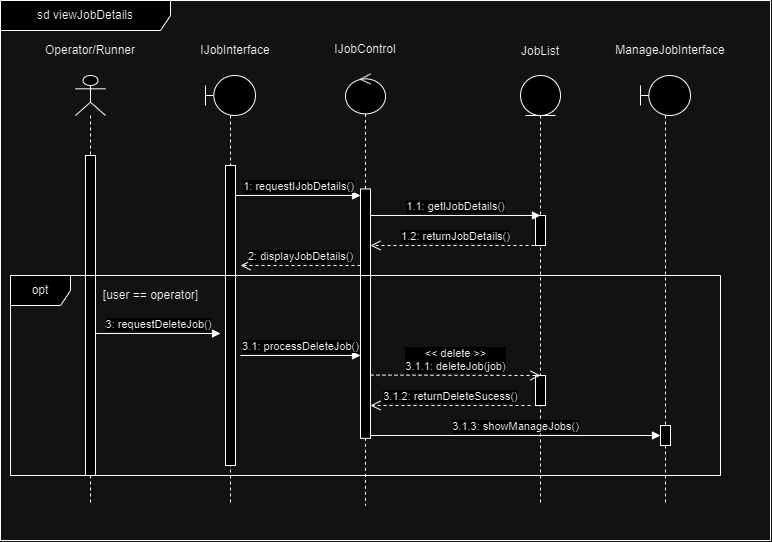 sd viewJobDetails
Operator/Runner
IJobInterface
IJobControl
JobList
ManageJobInterface
1: requestIJobDetails()
1.1: getIJobDetails()
1.2: returnJobDetails()
2: displayJobDetails()
opt
[user == operator]
3: requestDeleteJob()
3.1: processDeleteJob()
<< delete >>
3.1.1: deleteJob(job)
3.1.2: returnDeleteSucess()
3.1.3: showManageJobs()